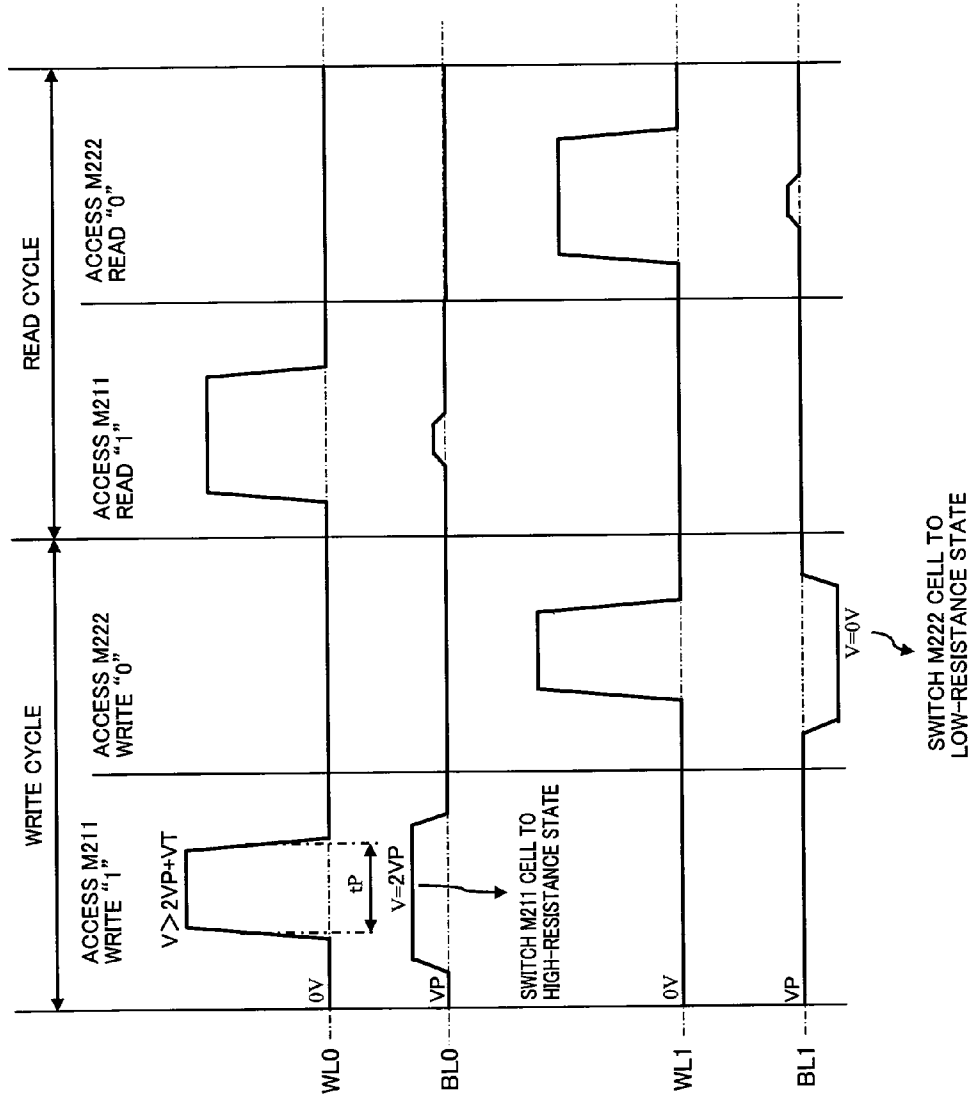 WRITE CYCLE
READ CYCLE
ACCESS M211
WRITE "1"
ACCESS M222
WRITE "0"
ACCESS M211
READ "1"
ACCESS M222
READ "0"
V>2VP+VT
WL0
0V
tP
V=2VP
BL0
VP
SWITCH M211 CELL TO
HIGH-RESISTANCE STATE
WL1
0V
BL1
VP
V=0V
SWITCH M222 CELL TO
LOW-RESISTANCE STATE